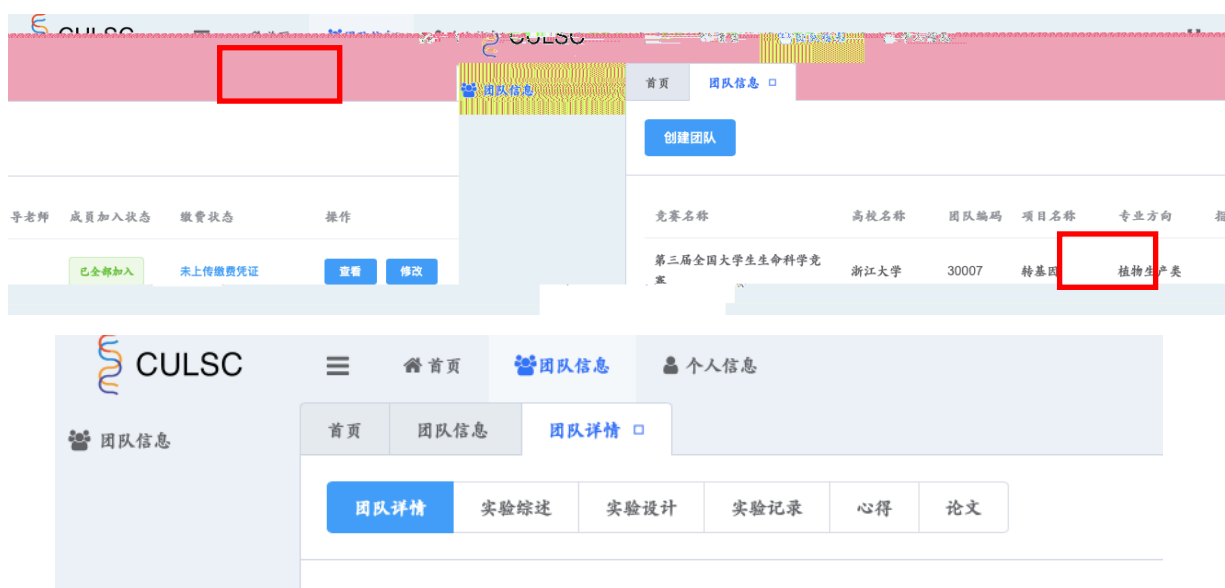 CULSC
团队信息
首页 团队信息
创建团队
导老师 成员加入状态 缴费状态 操作
已全部加入 未上传缴费凭证 查看 修改
竞赛名称 高校名称 团队编码 项目名称 专业方向
第三届全国大学生生命科学竞
赛 浙江大学 30007 转基因 植物生产类
CULSC 首页 团队信息 个人信息
团队信息
首页 团队信息 团队详情
团队详情 实验综述 实验设计 实验记录 心得 论文